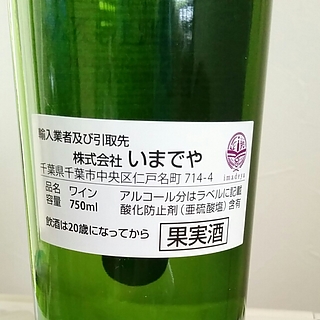 輸入業者及び引取先
株式会社 いまでや
千葉県千葉市中央区仁戸名町 714-4
imadeya
品名 ワイン アルコール分はラベルに記載
容量 750ml 酸化防止剤(亜硫酸塩)含有
飲酒は20歳になってから 果実酒